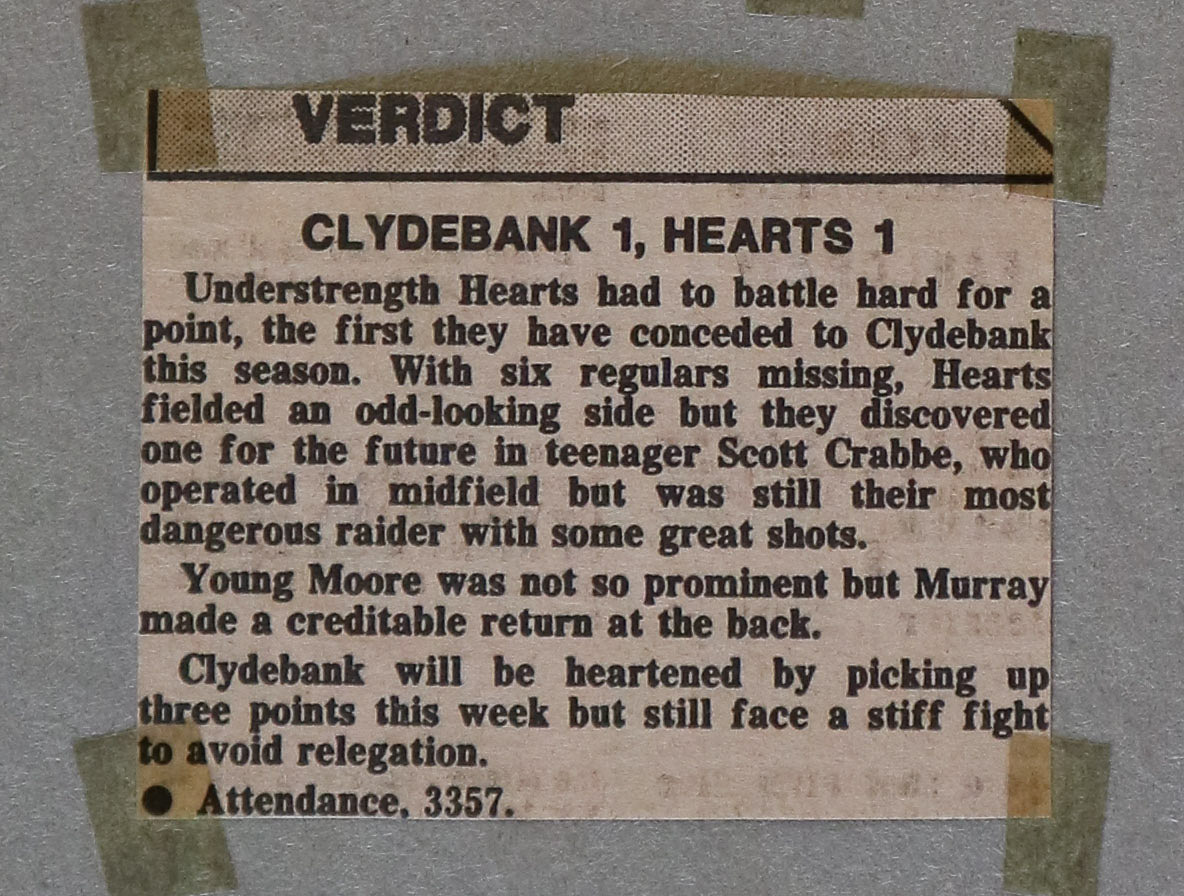 VERDICT
CLYDEBANK 1, HEARTS 1
Understrength Hearts had to battle hard for a
point, the first they have conceded to Clydebank
this season. With six regulars missing, Hearts
fielded an odd-looking side but they discovered
one for the future in teenager Scott Crabbe, who
operated in midfield but was still their most
dangerous raider with some great shots.
Young Moore was not so prominent but Murray
made a creditable return at the back.
Clydebank will be heartened by picking up
three points this week but still face a stiff fight
to avoid relegation.
● Attendance, 3357.